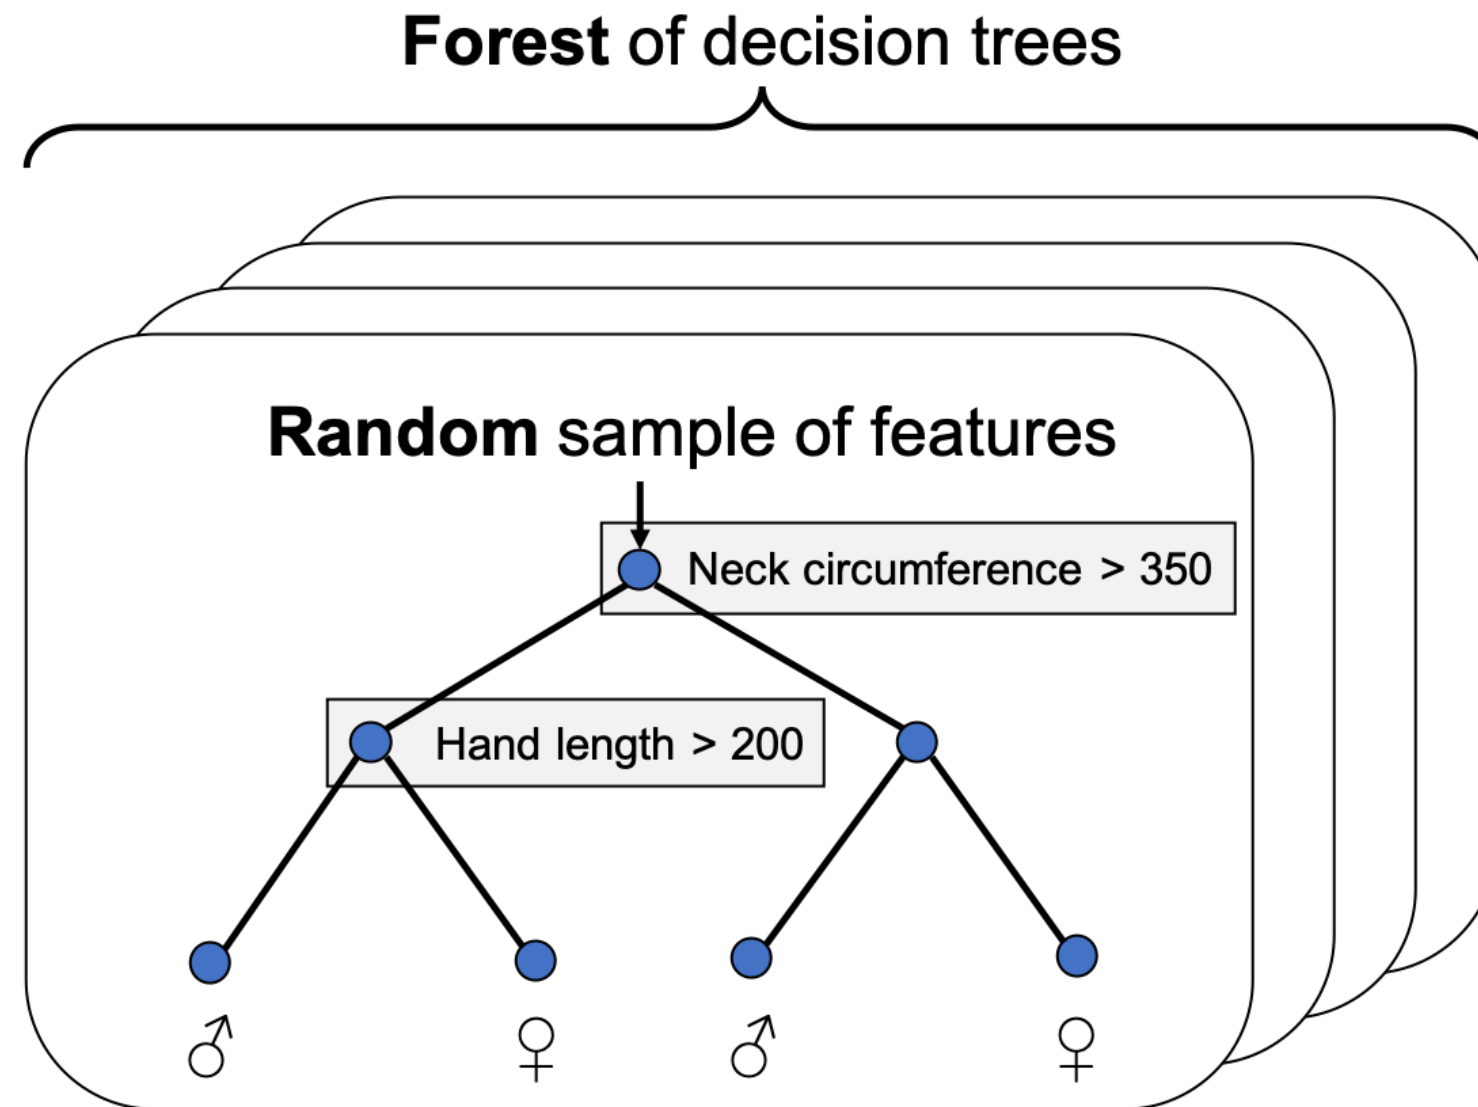 Forest of decision trees
Random sample of features
Neck circumference > 350
Hand length > 200
♂ ♀ ♂ ♀